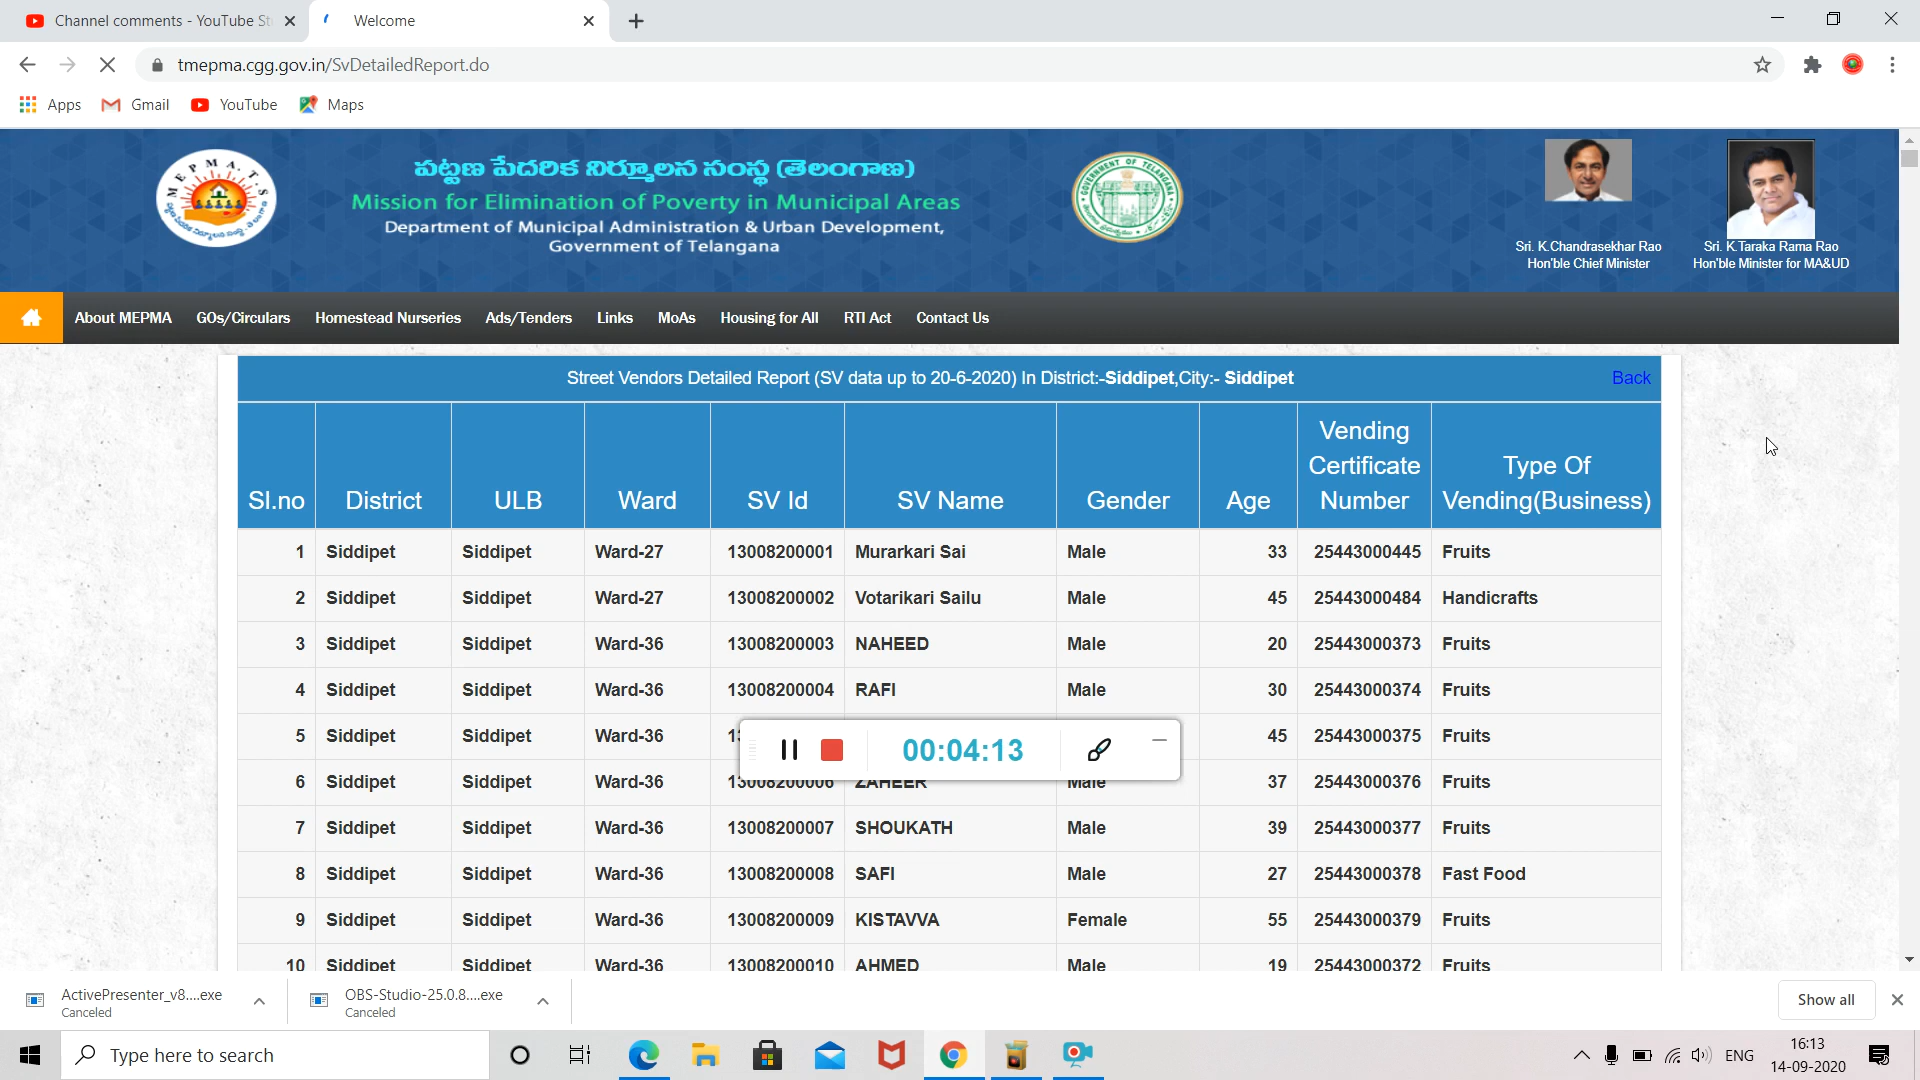 Channel comments - YouTube St
Welcome
tmepma.cgg.gov.in/SvDetailedReport.do
Apps Gmail YouTube Maps
M E P M A . T . S
పట్టణ పేదరిక నిర్మూలన సంస్థ (తెలంగాణ)
Mission for Elimination of Poverty in Municipal Areas
Department of Municipal Administration & Urban Development,
Government of Telangana
GOVERNMENT OF TELANGANA
Sri. K.Chandrasekhar Rao
Hon'ble Chief Minister
Sri. K.Taraka Rama Rao
Hon'ble Minister for MA&UD
About MEPMA GOs/Circulars Homestead Nurseries Ads/Tenders Links MoAs Housing for All RTI Act Contact Us
Street Vendors Detailed Report (SV data up to 20-6-2020) In District:-Siddipet,City:- Siddipet Back
Sl.no District ULB Ward SV Id SV Name Gender Age Vending Certificate Number Type Of Vending(Business)
1 Siddipet Siddipet Ward-27 13008200001 Murarkari Sai Male 33 25443000445 Fruits
2 Siddipet Siddipet Ward-27 13008200002 Votarikari Sailu Male 45 25443000484 Handicrafts
3 Siddipet Siddipet Ward-36 13008200003 NAHEED Male 20 25443000373 Fruits
4 Siddipet Siddipet Ward-36 13008200004 RAFI Male 30 25443000374 Fruits
5 Siddipet Siddipet Ward-36 45 25443000375 Fruits
00:04:13
6 Siddipet Siddipet Ward-36 13008200006 ZAHEER Male 37 25443000376 Fruits
7 Siddipet Siddipet Ward-36 13008200007 SHOUKATH Male 39 25443000377 Fruits
8 Siddipet Siddipet Ward-36 13008200008 SAFI Male 27 25443000378 Fast Food
9 Siddipet Siddipet Ward-36 13008200009 KISTAVVA Female 55 25443000379 Fruits
10 Siddipet Siddipet Ward-36 13008200010 AHMED Male 19 25443000372 Fruits
ActivePresenter_v8....exe
Canceled
OBS-Studio-25.0.8....exe
Canceled
Show all
Type here to search
ENG
16:13
14-09-2020